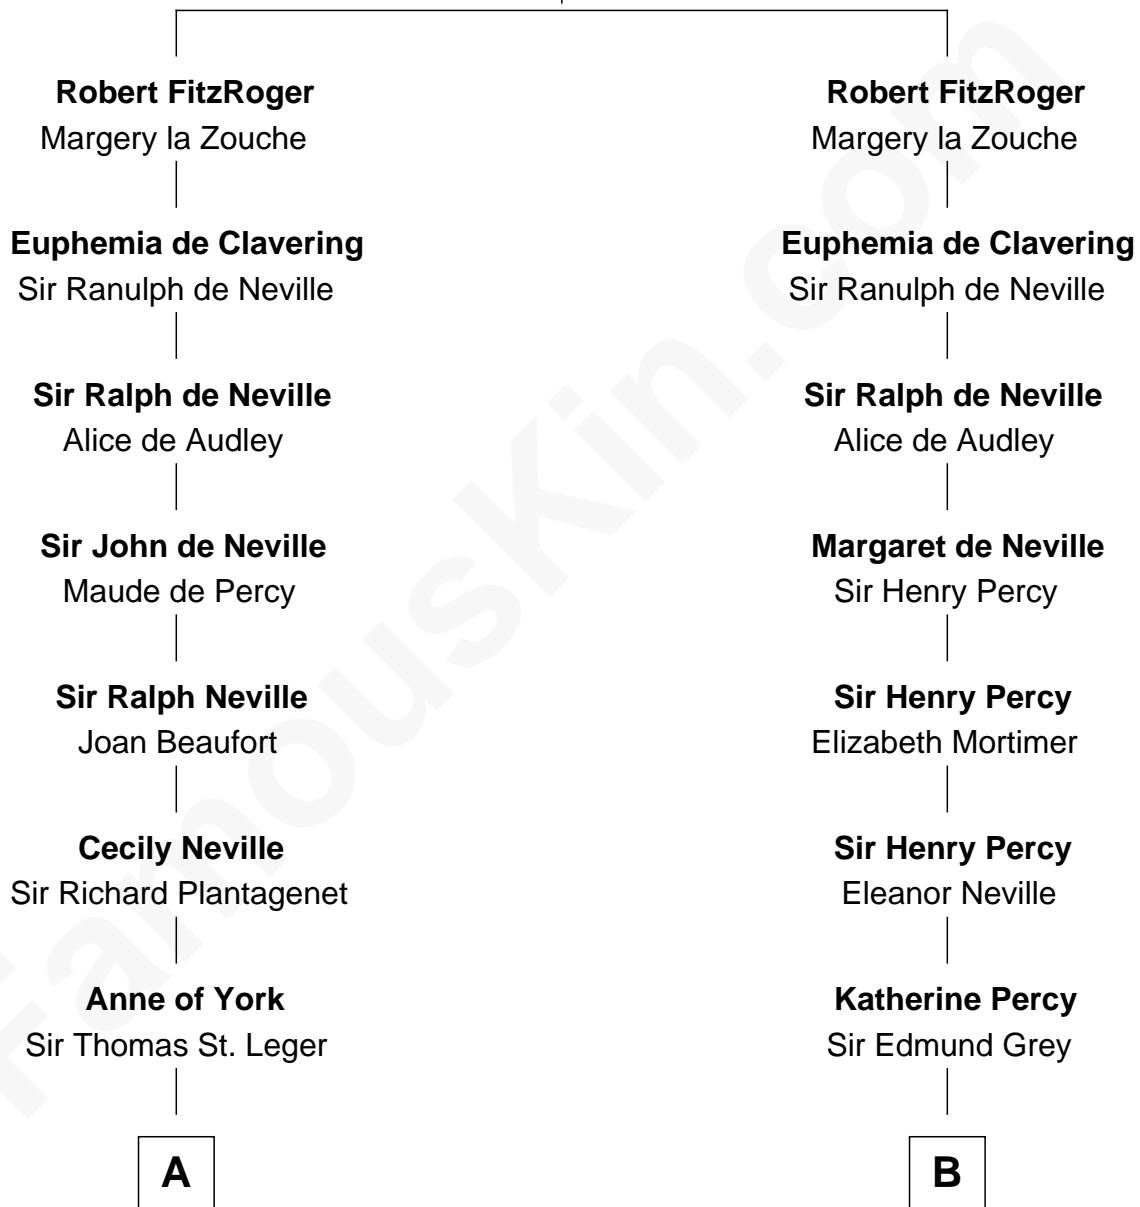 Robert FitzRoger
Margery la Zouche
Euphemia de Clavering
Sir Ranulph de Neville
Sir Ralph de Neville
Alice de Audley
Sir John de Neville
Maude de Percy
Sir Ralph Neville
Joan Beaufort
Cecily Neville
Sir Richard Plantagenet
Anne of York
Sir Thomas St. Leger
A
Robert FitzRoger
Margery la Zouche
Euphemia de Clavering
Sir Ranulph de Neville
Sir Ralph de Neville
Alice de Audley
Margaret de Neville
Sir Henry Percy
Sir Henry Percy
Elizabeth Mortimer
Sir Henry Percy
Eleanor Neville
Katherine Percy
Sir Edmund Grey
B
FamousKin.com